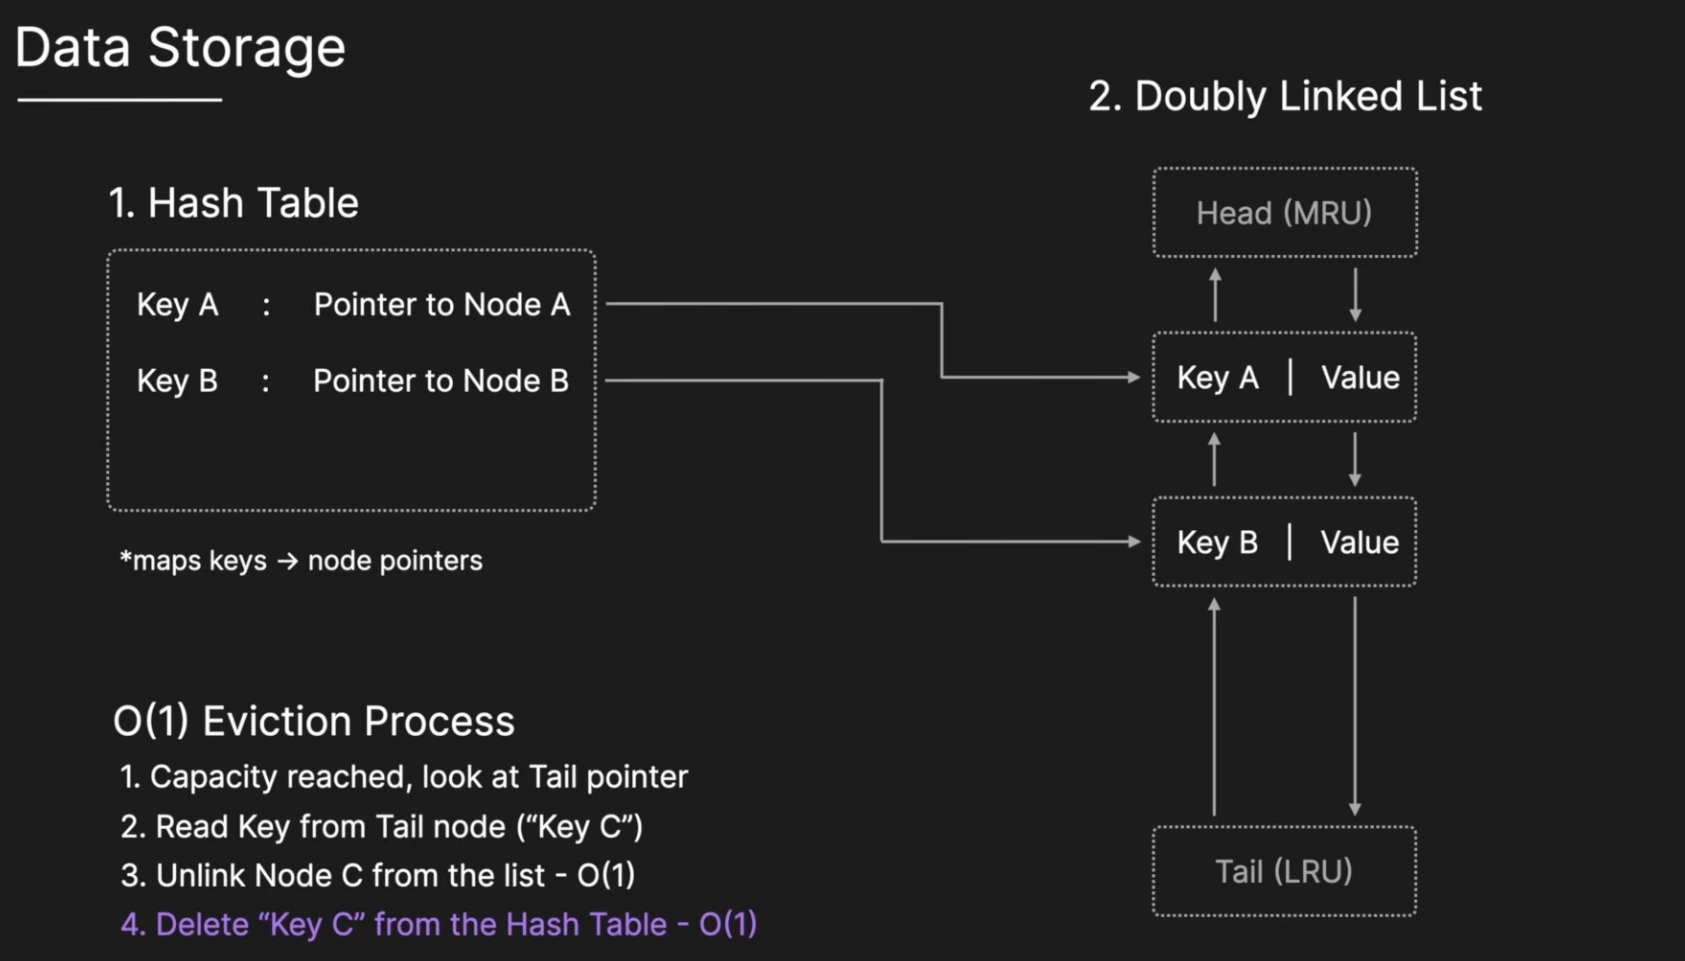 Data Storage
2. Doubly Linked List
1. Hash Table
Key A : Pointer to Node A
Key B : Pointer to Node B
*maps keys → node pointers
Head (MRU)
Key A | Value
Key B | Value
Tail (LRU)
O(1) Eviction Process
1. Capacity reached, look at Tail pointer
2. Read Key from Tail node (“Key C”)
3. Unlink Node C from the list - O(1)
4. Delete “Key C” from the Hash Table - O(1)